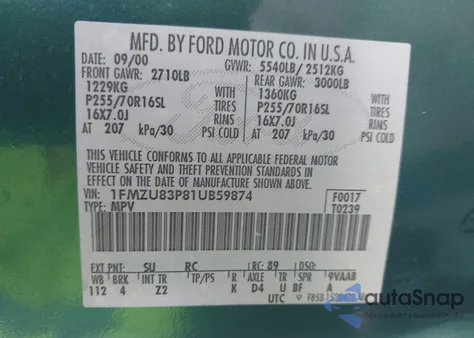 MFD. BY FORD MOTOR CO. IN U.S.A.
DATE: 09/00 GVWR: 5540LB/ 2512KG
FRONT GAWR: 2710LB REAR GAWR: 3000LB
1229KG 1360KG
P255/70R16SL TIRES P255/70R16SL TIRES
16X7.0J RIMS 16X7.0J RIMS
AT 207 kPa/30 PSI COLD AT 207 kPa/30 PSI COLD
THIS VEHICLE CONFORMS TO ALL APPLICABLE FEDERAL MOTOR
VEHICLE SAFETY AND THEFT PREVENTION STANDARDS IN
EFFECT ON THE DATE OF MANUFACTURE SHOWN ABOVE.
VIN: 1FMZU83P81UB59874 F0017
TYPE: MPV T0239
EXT PNT: SU RC: RC: 89 DSO:
WB BRK INT TR TP/PS R AXLE TR SPR 9VAAB
112 4 Z2 K D4 U BF A
UTC
autoSnap